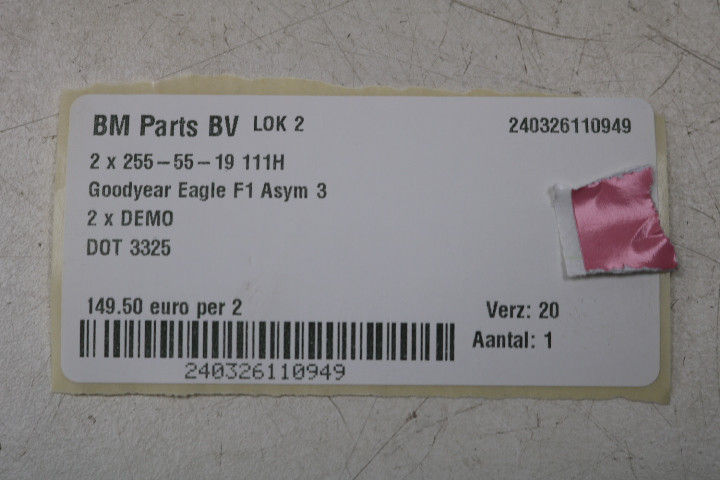 BM Parts BV LOK 2 240326110949
2 x 255-55-19 111H
Goodyear Eagle F1 Asym 3
2 x DEMO
DOT 3325
149.50 euro per 2 Verz: 20
Aantal: 1
240326110949